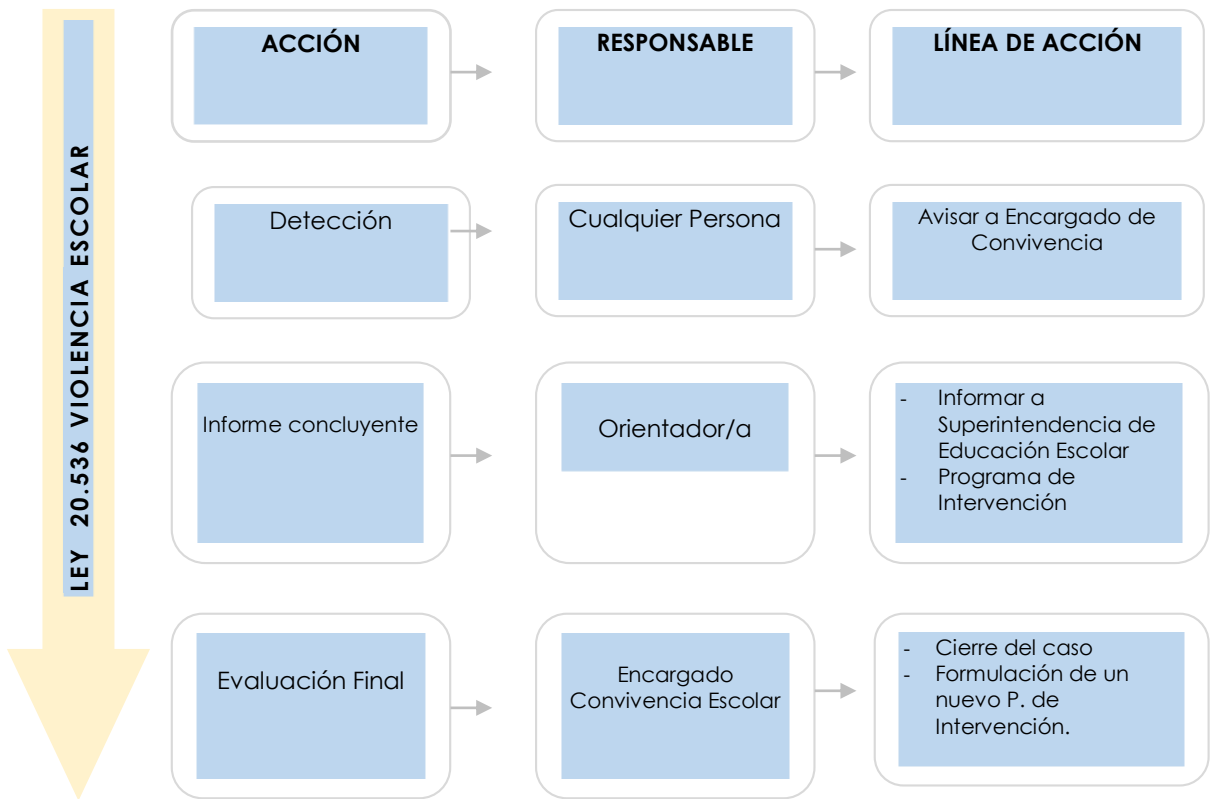 LEY 20.536 VIOLENCIA ESCOLAR
ACCIÓN
RESPONSABLE
LÍNEA DE ACCIÓN
Detección
Cualquier Persona
Avisar a Encargado de
Convivencia
Informe concluyente
Orientador/a
- Informar a
Superintendencia de
Educación Escolar
- Programa de
Intervención
Evaluación Final
Encargado
Convivencia Escolar
- Cierre del caso
- Formulación de un
nuevo P. de
Intervención.